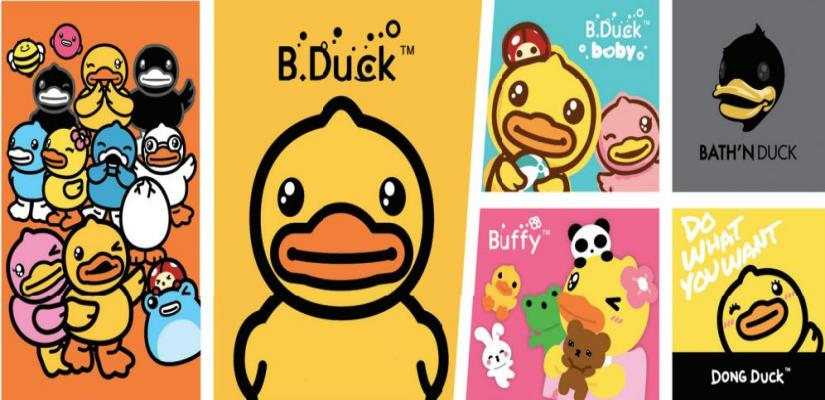 B.Duck™
B.Duck™
baby
BATH'N DUCK
Buffy™
DO
WHAT
YOU WANT
DONG DUCK™